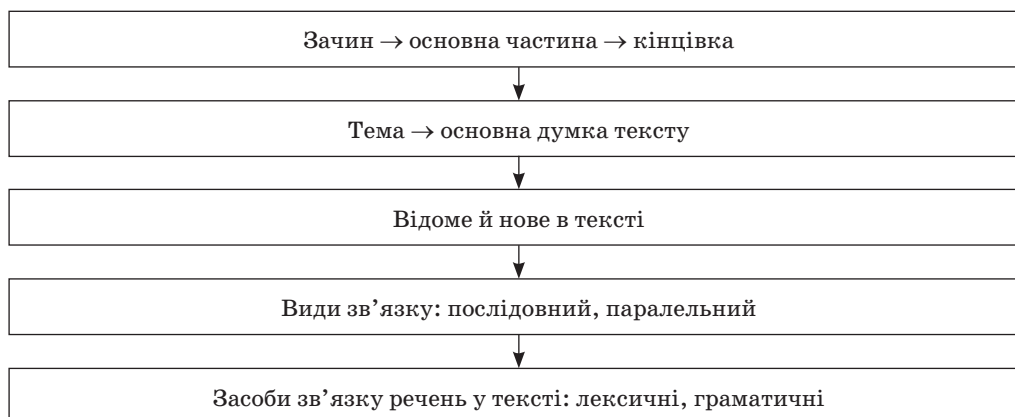 Зачин → основна частина → кінцівка
Тема → основна думка тексту
Відоме й нове в тексті
Види зв’язку: послідовний, паралельний
Засоби зв’язку речень у тексті: лексичні, граматичні